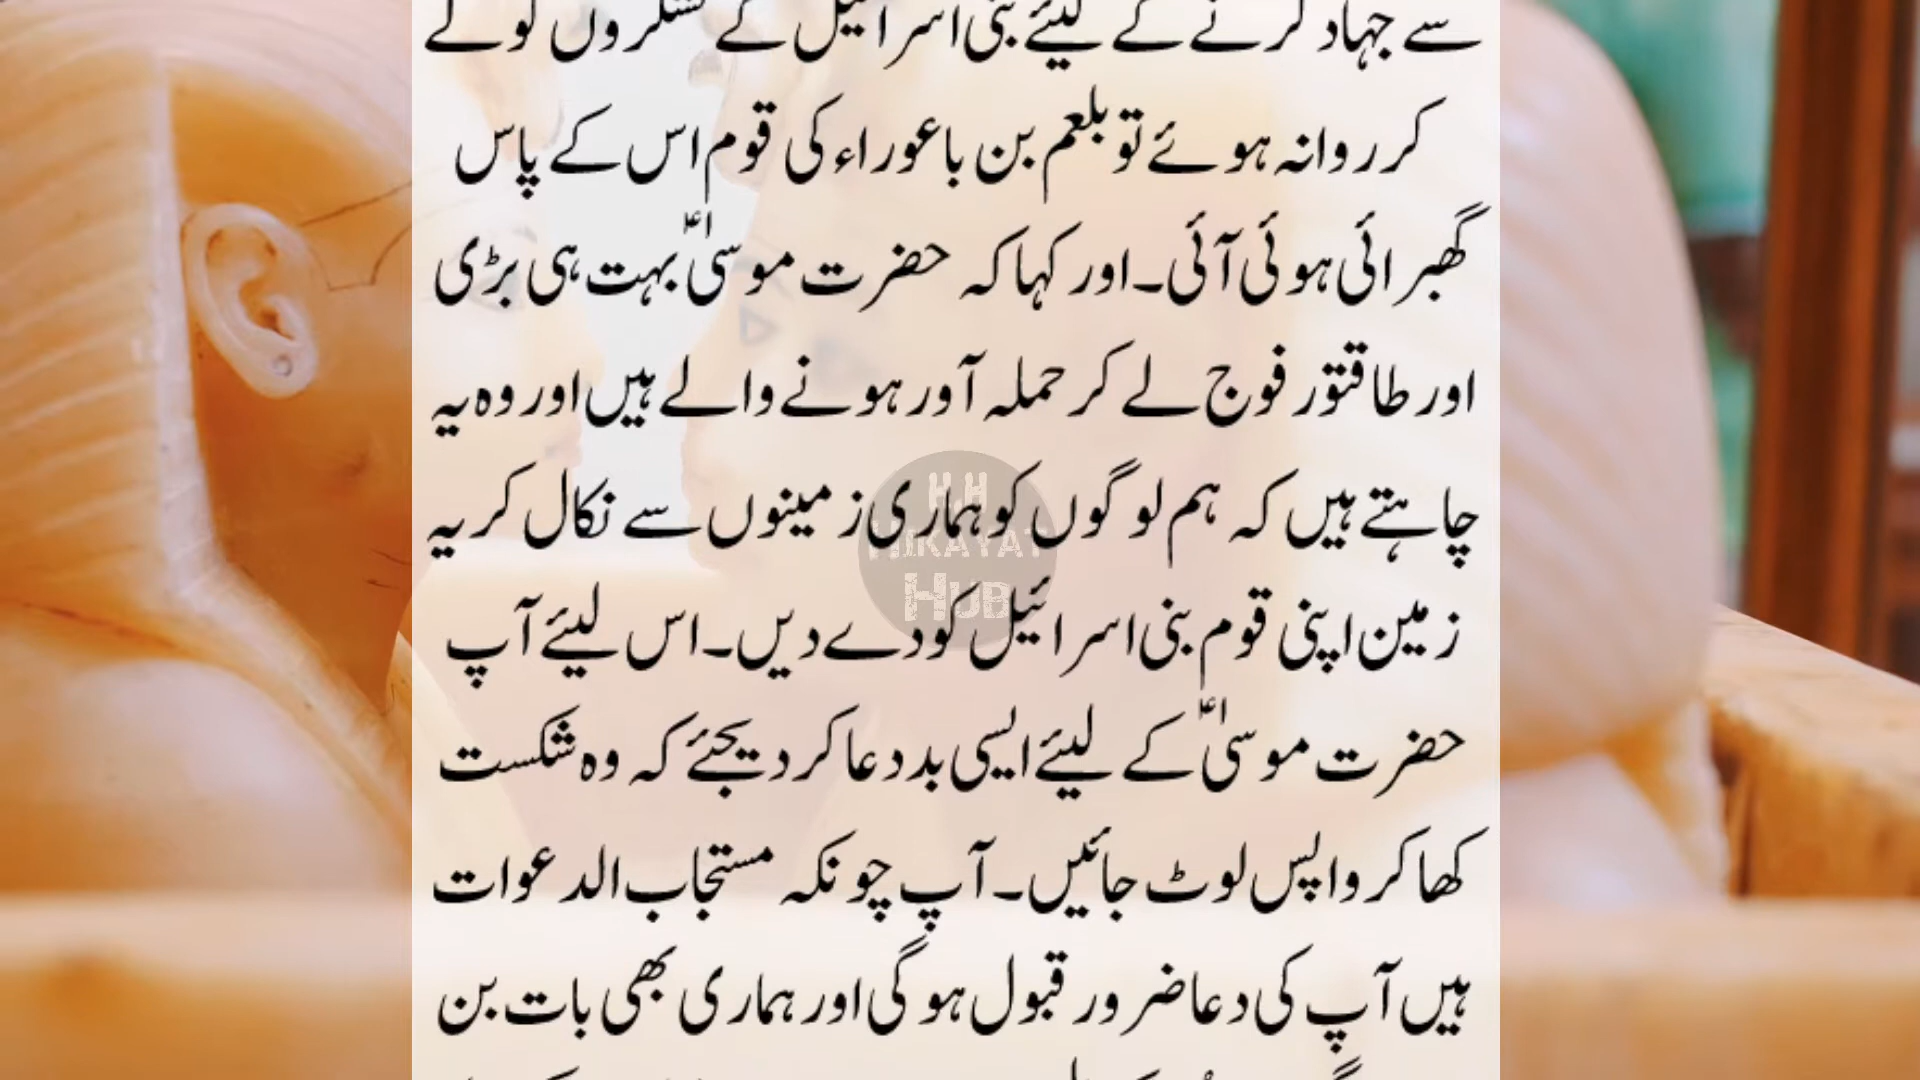 سے جہاد کرنے کے لیئے بنی اسرائیل کے لشکروں کو لے
کر روانہ ہوئے تو بلعم بن باعوراء کی قوم اس کے پاس
گھبرائی ہوئی آئی۔ اور کہا کہ حضرت موسیٰؑ بہت ہی بڑی
اور طاقتور فوج لے کر حملہ آور ہونے والے ہیں اور وہ یہ
چاہتے ہیں کہ ہم لوگوں کو ہماری زمینوں سے نکال کر یہ
زمین اپنی قوم بنی اسرائیل کو دے دیں۔ اس لیئے آپ
حضرت موسیٰؑ کے لیئے ایسی بددعا کر دیجئے کہ وہ شکست
کھا کر واپس لوٹ جائیں۔ آپ چونکہ مستجاب الدعوات
ہیں آپ کی دعا ضرور قبول ہو گی اور ہماری بھی بات بن
H.H
HIKAYAT
HUB